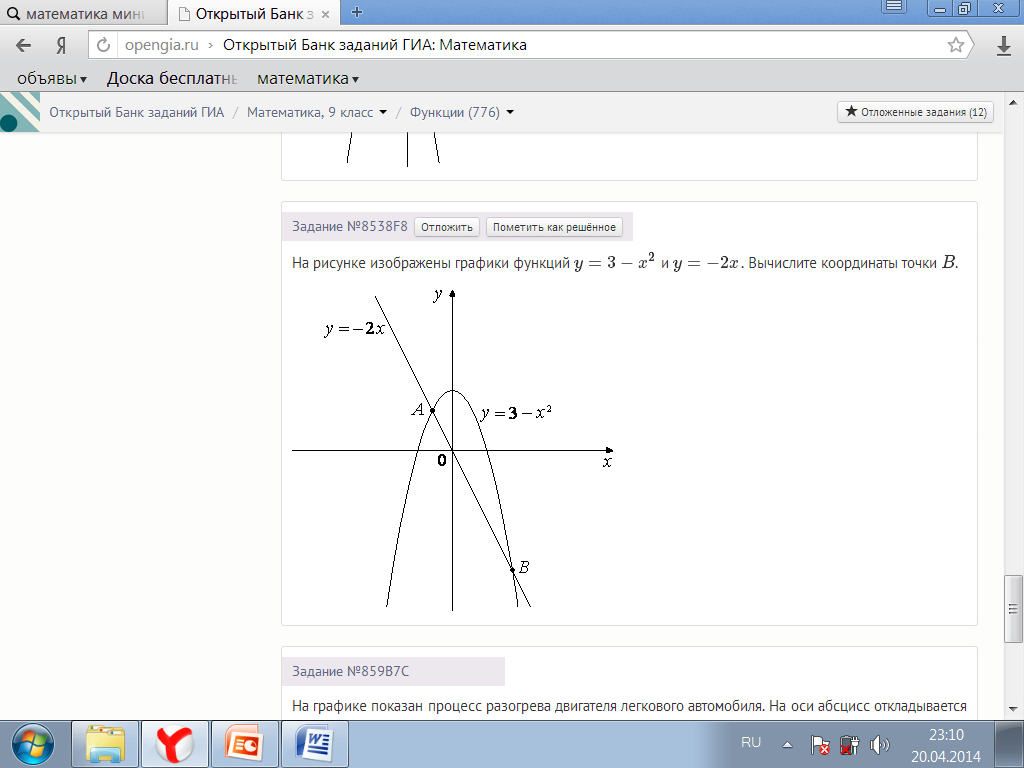 математика мини
Открытый Банк з
opengia.ru › Открытый Банк заданий ГИА: Математика
объявы
Доска бесплатн
математика
Открытый Банк заданий ГИА / Математика, 9 класс / Функции (776)
Отложенные задания (12)
Задание №8538F8
Отложить
Пометить как решённое
На рисунке изображены графики функций y = 3 − x² и y = −2x. Вычислите координаты точки B.
y
y = −2x
A
y = 3 − x²
0
x
B
Задание №859B7C
На графике показан процесс разогрева двигателя легкового автомобиля. На оси абсцисс откладывается
RU
23:10
20.04.2014